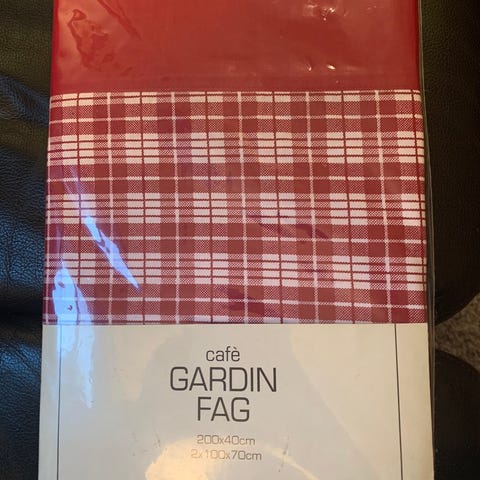 cafè
GARDIN
FAG
200x40cm
2x100x70cm